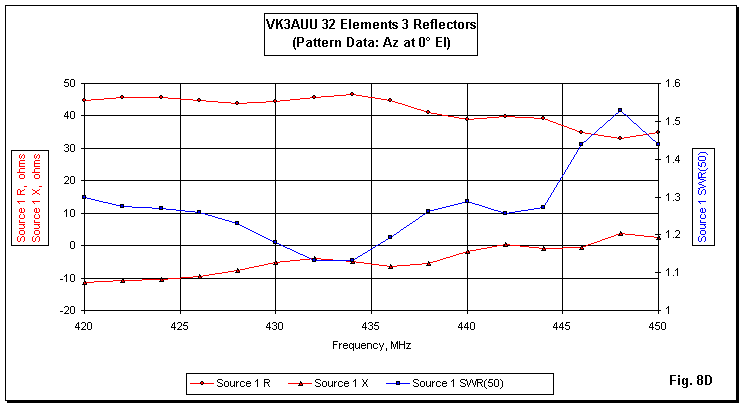 VK3AUU 32 Elements 3 Reflectors
(Pattern Data: Az at 0° El)
50
40
30
20
10
0
-10
-20
Source 1 R, ohms
Source 1 X, ohms
1.6
1.5
1.4
1.3
1.2
1.1
1
Source 1 SWR(50)
420 425 430 435 440 445 450
Frequency, MHz
Source 1 R Source 1 X Source 1 SWR(50)
Fig. 8D